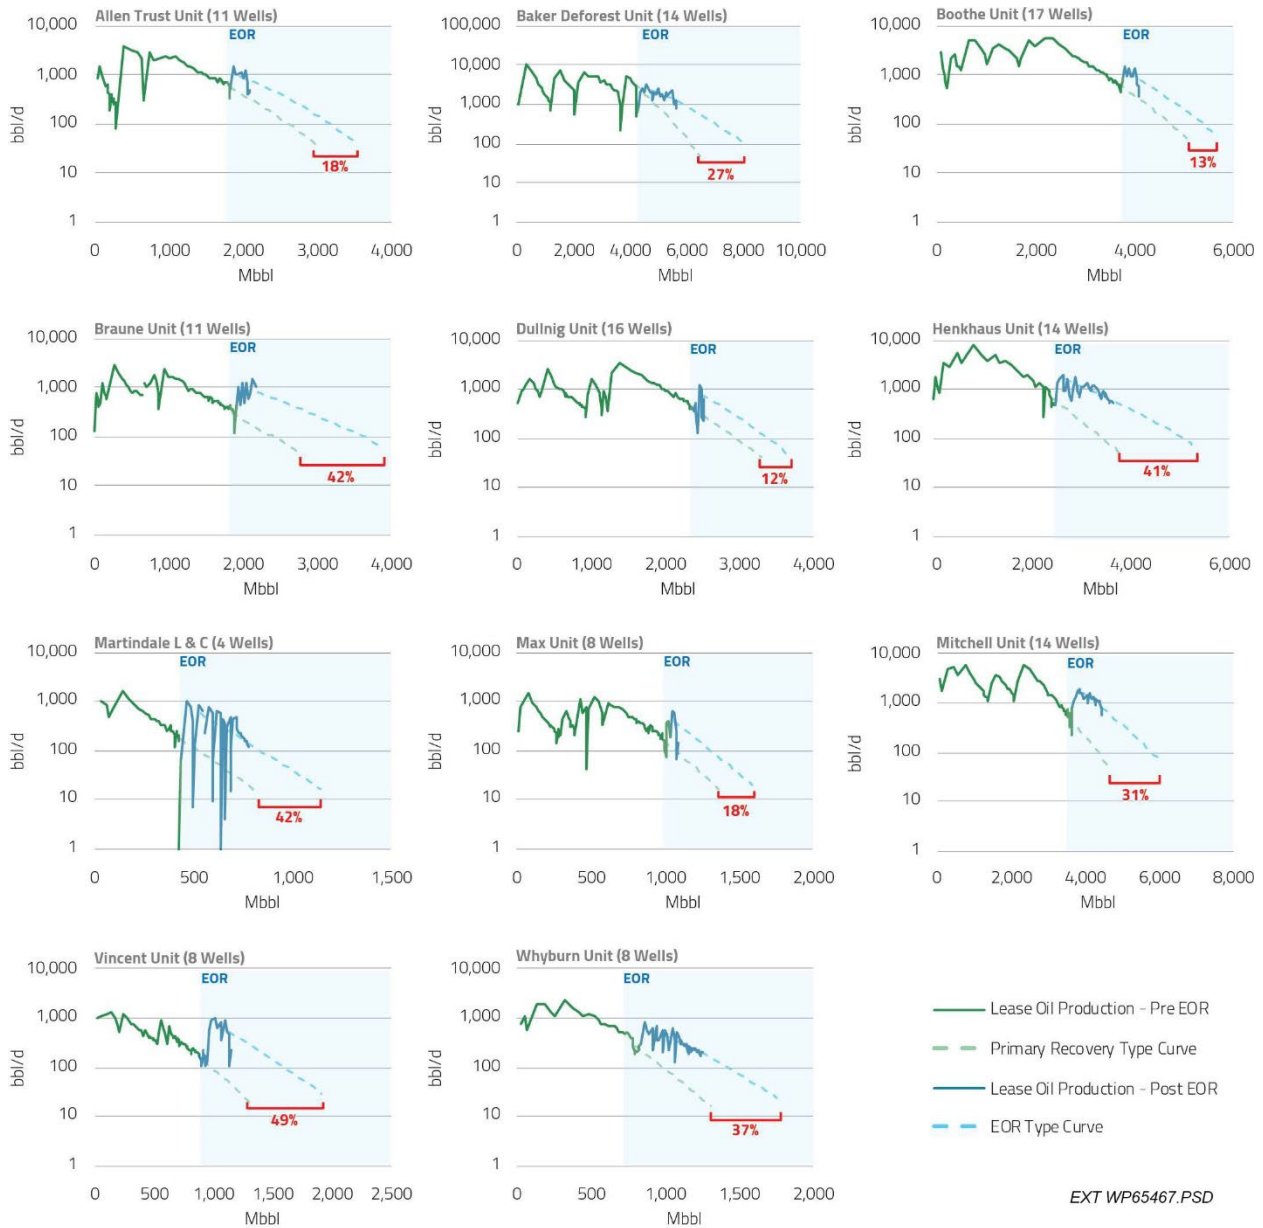 Allen Trust Unit (11 Wells)
10,000
EOR
1,000
bbl/d
100
18%
10
1
0 1,000 2,000 3,000 4,000
Mbbl
Baker Deforest Unit (14 Wells)
100,000
EOR
10,000
1,000
bbl/d
100
27%
10
1
0 2,000 4,000 6,000 8,000 10,000
Mbbl
Boothe Unit (17 Wells)
10,000
EOR
1,000
bbl/d
100
13%
10
1
0 2,000 4,000 6,000
Mbbl
Braune Unit (11 Wells)
10,000
EOR
1,000
bbl/d
100
42%
10
1
0 1,000 2,000 3,000 4,000
Mbbl
Dullnig Unit (16 Wells)
10,000
EOR
1,000
bbl/d
100
12%
10
1
0 1,000 2,000 3,000 4,000
Mbbl
Henkhaus Unit (14 Wells)
10,000
EOR
1,000
bbl/d
100
41%
10
1
0 2,000 4,000 6,000
Mbbl
Martindale L & C (4 Wells)
10,000
EOR
1,000
bbl/d
100
10
42%
1
0 500 1,000 1,500
Mbbl
Max Unit (8 Wells)
10,000
EOR
1,000
bbl/d
100
10
18%
1
0 500 1,000 1,500 2,000
Mbbl
Mitchell Unit (14 Wells)
10,000
EOR
1,000
bbl/d
100
31%
10
1
0 2,000 4,000 6,000 8,000
Mbbl
Vincent Unit (8 Wells)
10,000
EOR
1,000
bbl/d
100
10
49%
1
0 500 1,000 1,500 2,000 2,500
Mbbl
Whyburn Unit (8 Wells)
10,000
EOR
1,000
bbl/d
100
10
37%
1
0 500 1,000 1,500 2,000
Mbbl
Lease Oil Production - Pre EOR
Primary Recovery Type Curve
Lease Oil Production - Post EOR
EOR Type Curve
EXT WP65467.PSD